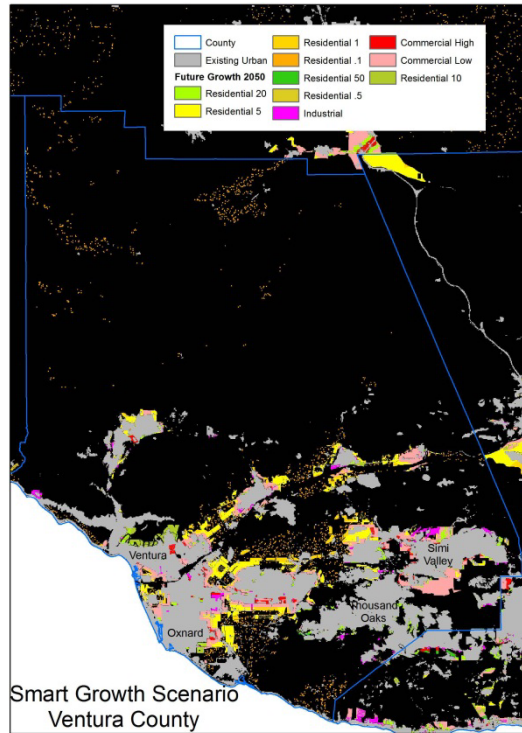 County
Existing Urban
Future Growth 2050
Residential 20
Residential 5
Residential 1
Residential .1
Residential 50
Residential .5
Industrial
Commercial High
Commercial Low
Residential 10
Ventura
Simi
Valley
Thousand
Oaks
Oxnard
Smart Growth Scenario
Ventura County